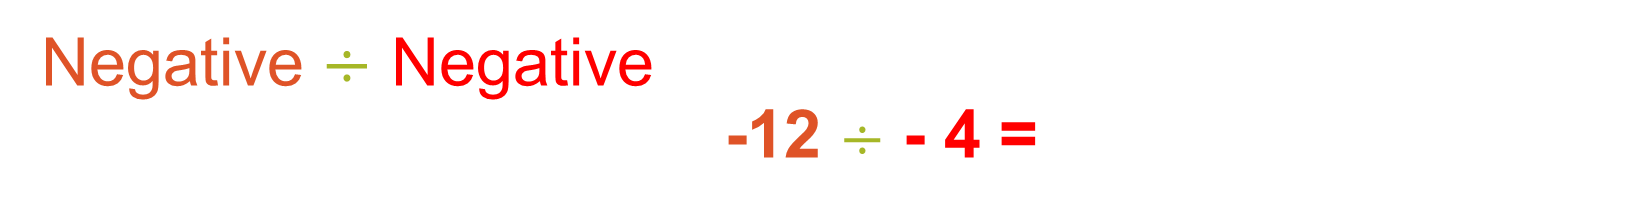 Negative ÷ Negative
-12 ÷ - 4 =